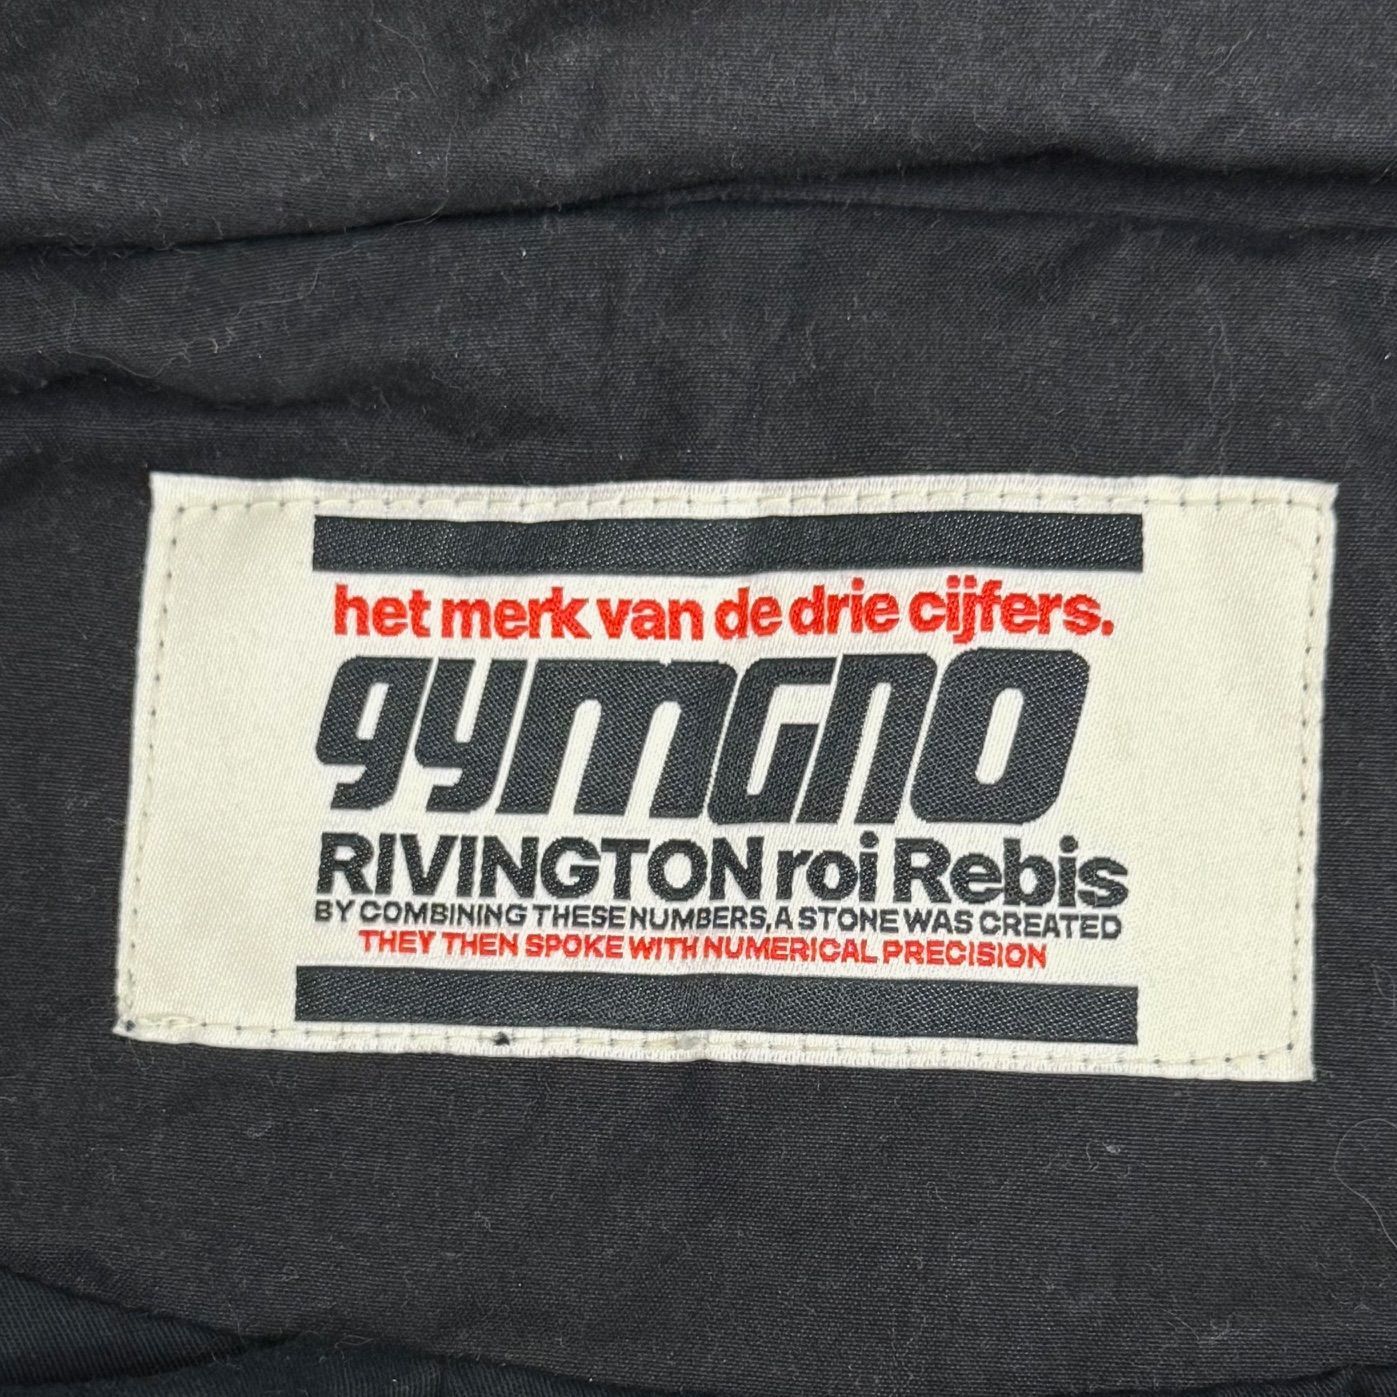 het merk van de drie cijfers.
gymgno
RIVINGTON roi Rebis
BY COMBINING THESE NUMBERS, A STONE WAS CREATED
THEY THEN SPOKE WITH NUMERICAL PRECISION